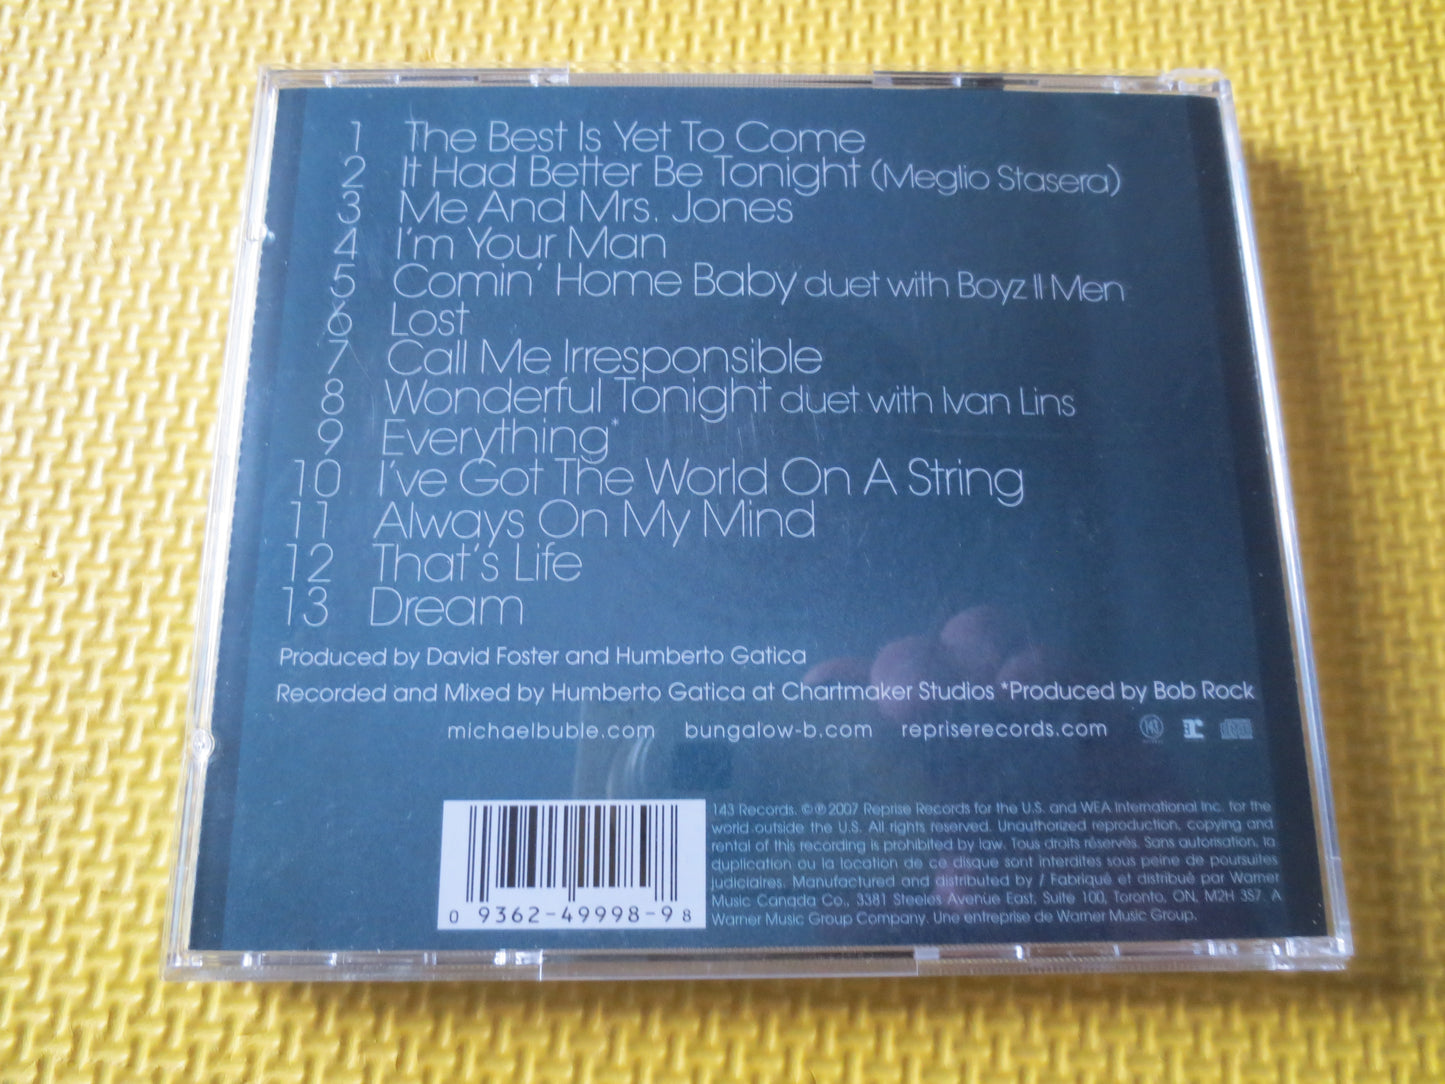 1 The Best Is Yet To Come
2 It Had Better Be Tonight (Meglio Stasera)
3 Me And Mrs. Jones
4 I'm Your Man
5 Comin' Home Baby duet with Boyz II Men
6 Lost
7 Call Me Irresponsible
8 Wonderful Tonight duet with Ivan Lins
9 Everything*
10 I've Got The World On A String
11 Always On My Mind
12 That's Life
13 Dream
Produced by David Foster and Humberto Gatica
Recorded and Mixed by Humberto Gatica at Chartmaker Studios *Produced by Bob Rock
michaelbuble.com bungalow-b.com repriserecords.com
143 Records. ©℗2007 Reprise Records for the U.S. and WEA International Inc. for the
world outside the U.S. All rights reserved. Unauthorized reproduction, copying and
rental of this recording is prohibited by law. Tous droits réservés. Sans autorisation, la
duplication ou la location de ce disque sont interdites sous peine de poursuites
judiciaires. Manufactured and distributed by / Fabriqué et distribué par Warner
Music Canada Co., 3381 Steeles Avenue East, Suite 100, Toronto, ON, M2H 3S7. A
Warner Music Group Company. Une entreprise de Warner Music Group.
0 93624-9998-9 8